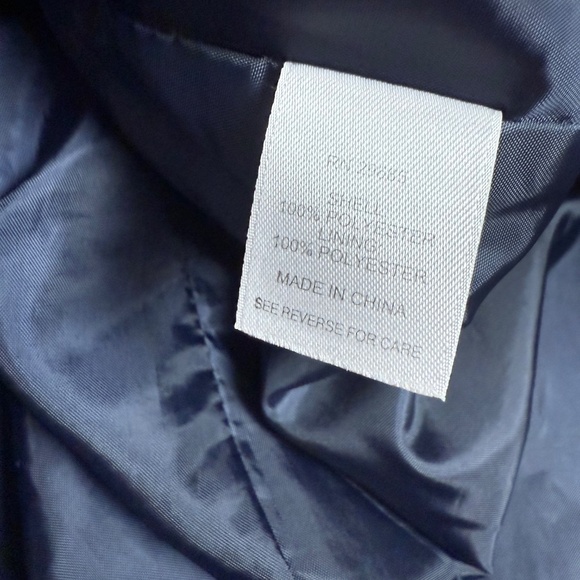 SHELL:
100% POLYESTER
LINING:
100% POLYESTER
MADE IN CHINA
SEE REVERSE FOR CARE